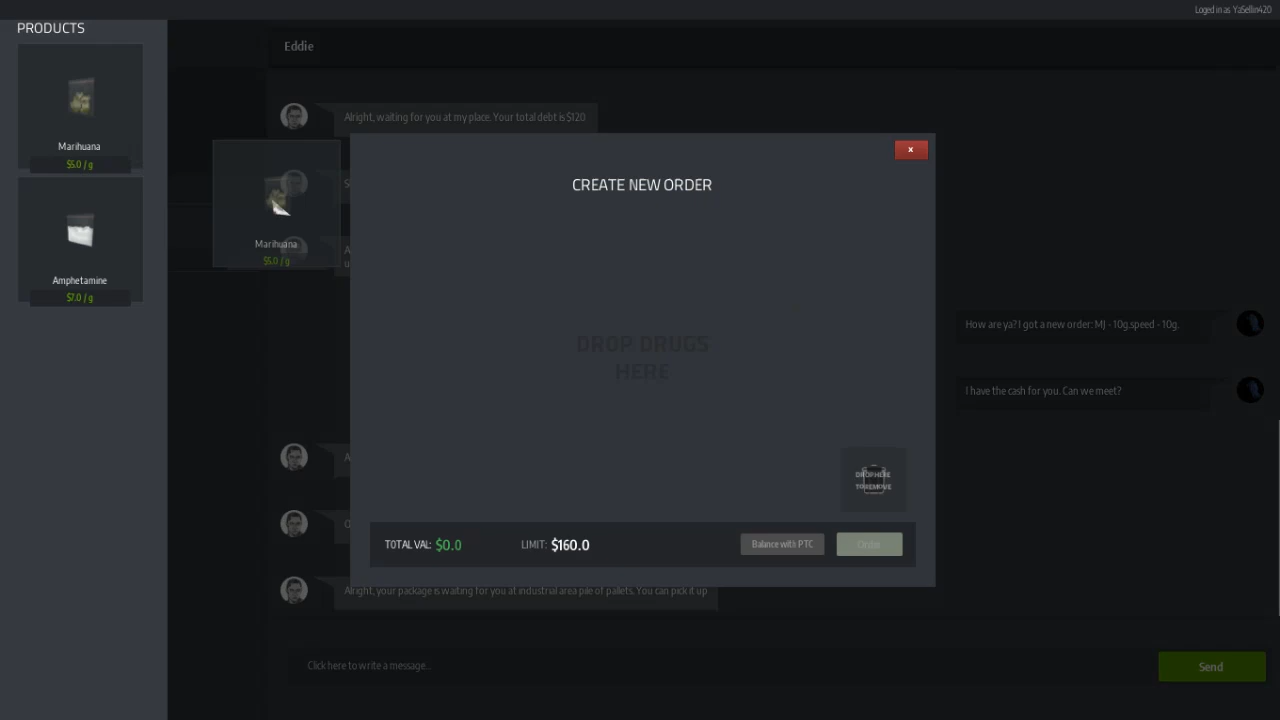 Loged in as YaSellin420
PRODUCTS
Marihuana
$5.0 / g
Amphetamine
$7.0 / g
Eddie
Alright, waiting for you at my place. Your total debt is $120
S
A
u
Marihuana
$5.0 / g
CREATE NEW ORDER
DROP DRUGS
HERE
How are ya? I got a new order: MJ - 10g.speed - 10g.
I have the cash for you. Can we meet?
A
O
DROP HERE
TO REMOVE
TOTAL VAL: $0.0
LIMIT: $160.0
Balance with PTC
Order
x
Alright, your package is waiting for you at industrial area pile of pallets. You can pick it up
Click here to write a message...
Send